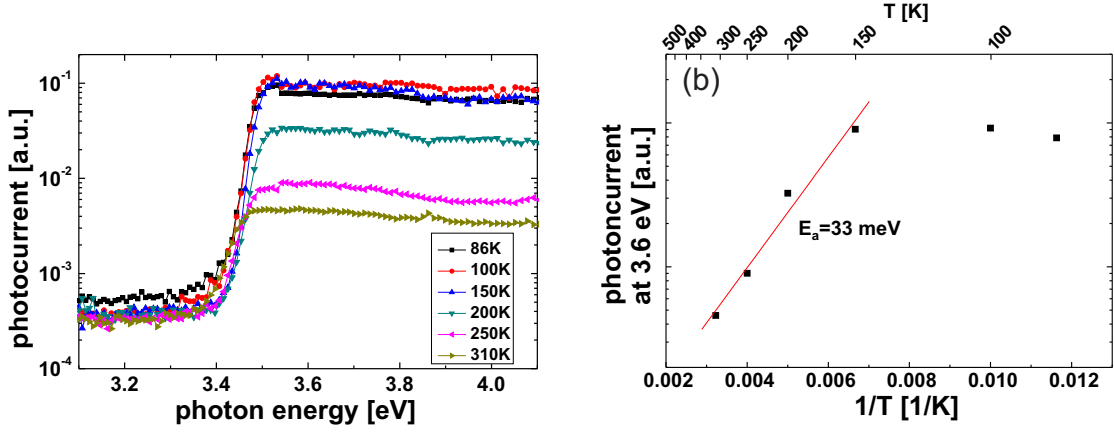 photocurrent [a.u.]
10⁻¹
10⁻²
10⁻³
10⁻⁴
3.2 3.4 3.6 3.8 4.0
photon energy [eV]
86K
100K
150K
200K
250K
310K
T [K]
500 400 300 250 200 150 100
(b)
photoncurrent
at 3.6 eV [a.u.]
Eₐ=33 meV
0.002 0.004 0.006 0.008 0.010 0.012
1/T [1/K]